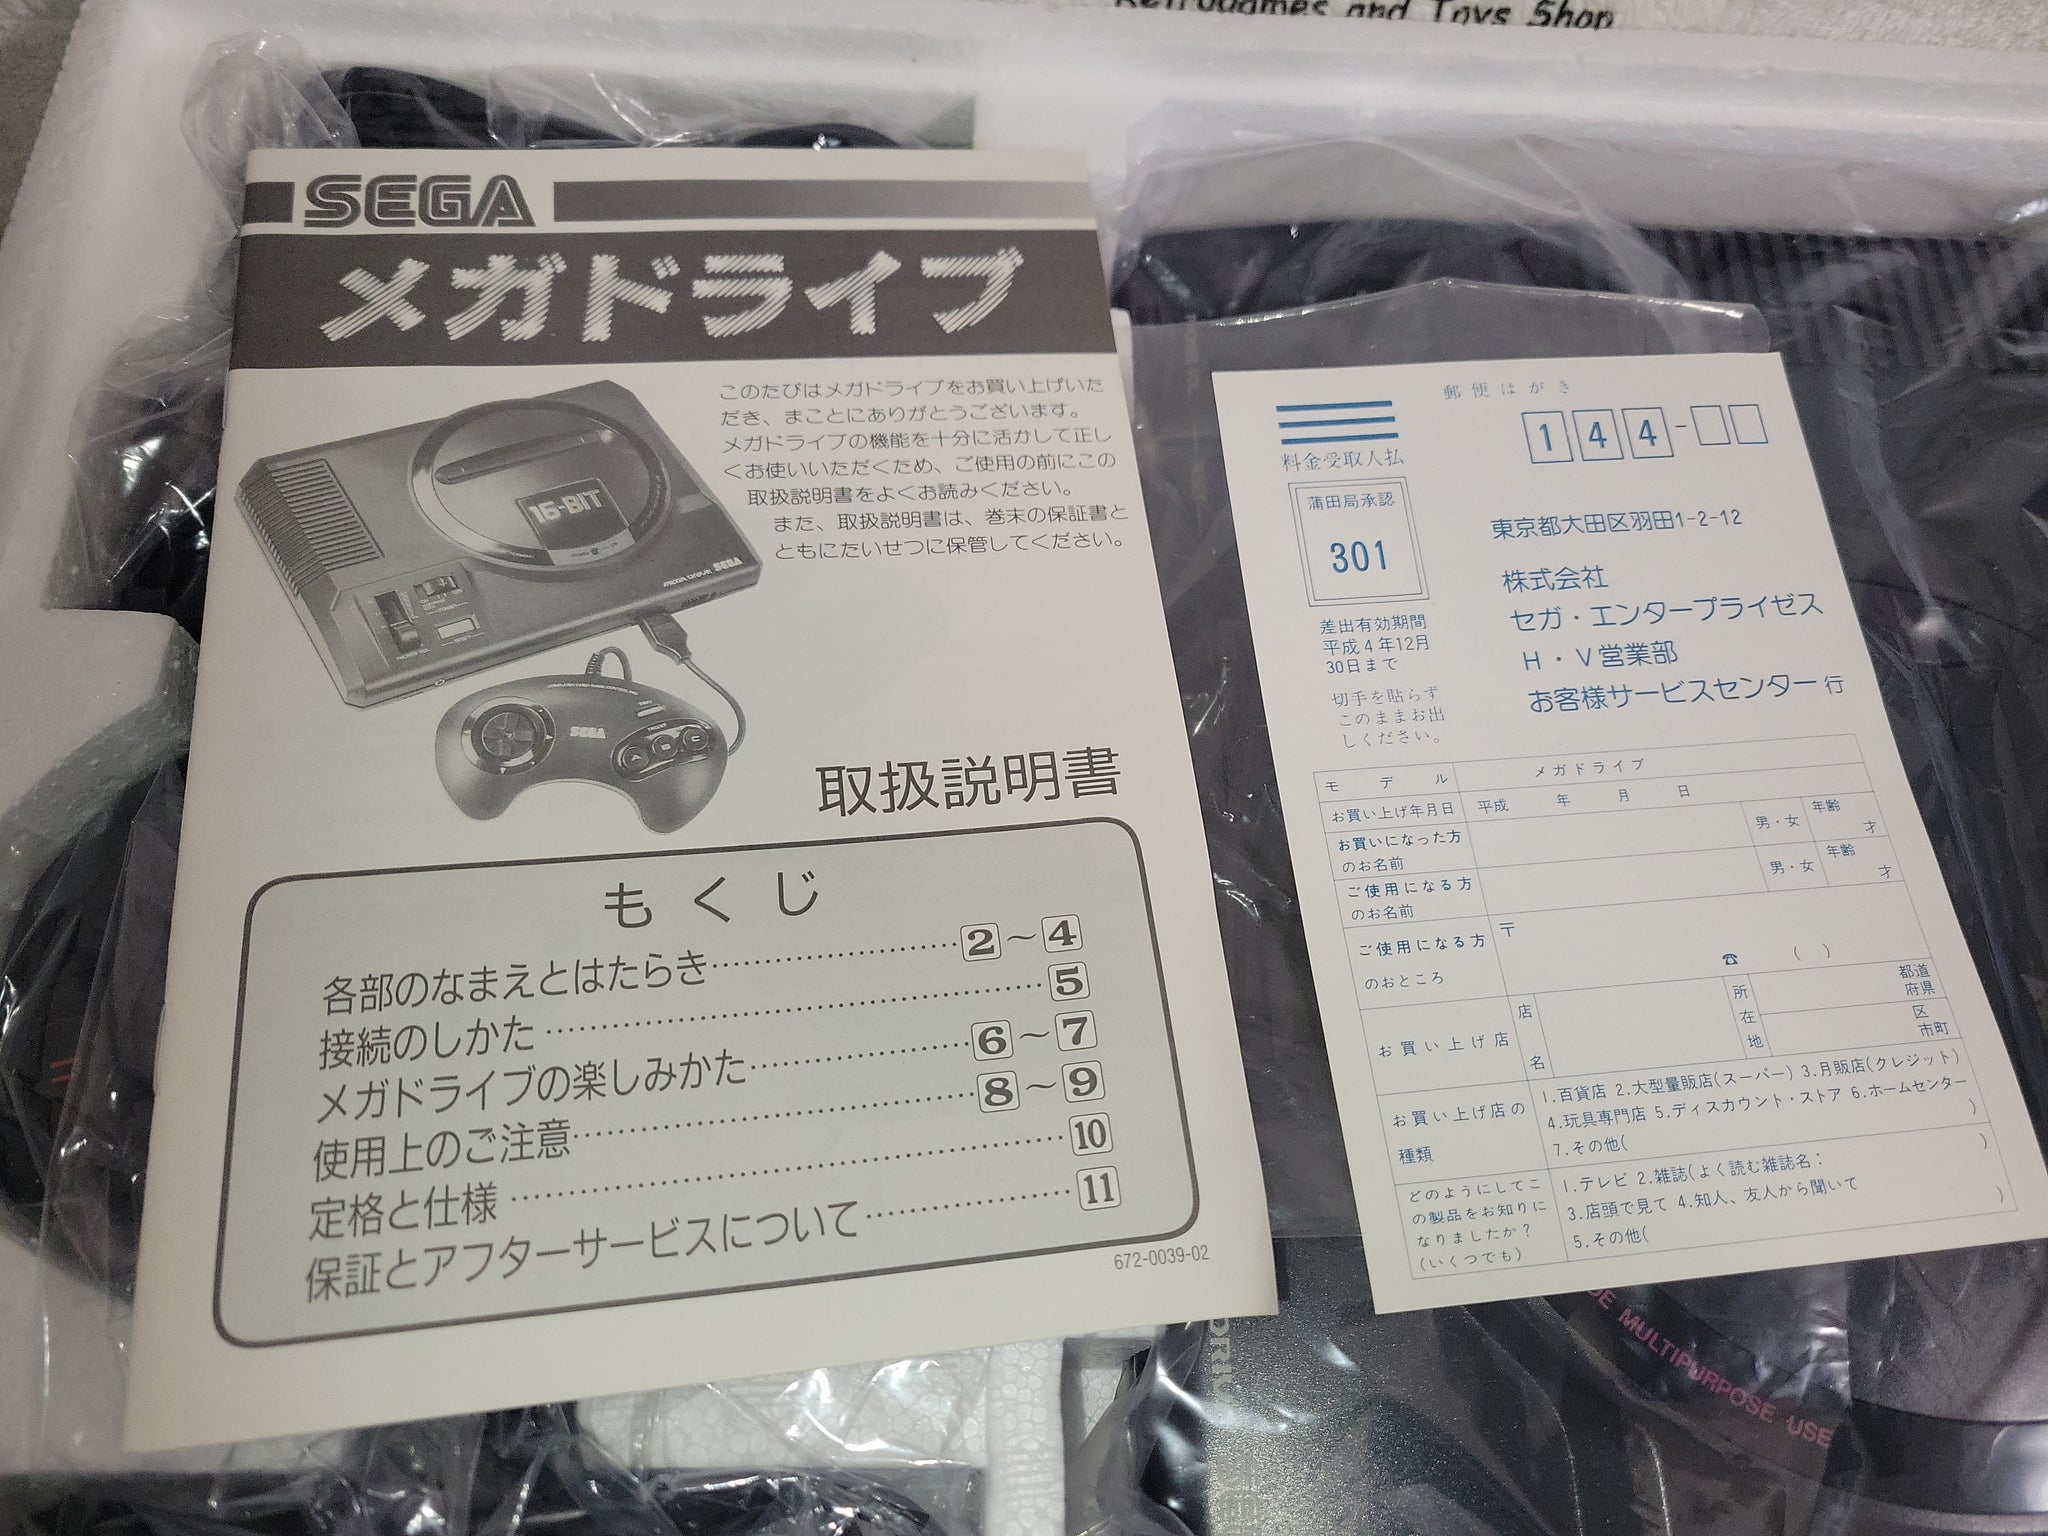 Retrogames and Toys Shop
SEGA
メガドライブ
このたびはメガドライブをお買い上げいた
だき、まことにありがとうございます。
メガドライブの機能を十分に活かして正し
くお使いいただくため、ご使用の前にこの
取扱説明書をよくお読みください。
また、取扱説明書は、巻末の保証書と
ともにたいせつに保管してください。
16-BIT
MEGA DRIVE SEGA
SEGA
取扱説明書
もくじ
各部のなまえとはたらき 2〜4
接続のしかた 5
メガドライブの楽しみかた 6〜7
使用上のご注意 8〜9
定格と仕様 10
保証とアフターサービスについて 11
672-0039-02
郵便はがき
144-
料金受取人払
蒲田局承認
301
差出有効期間
平成4年12月
30日まで
切手を貼らず
このままお出
しください。
東京都大田区羽田1-2-12
株式会社
セガ・エンタープライゼス
H・V営業部
お客様サービスセンター 行
モデル メガドライブ
お買い上げ年月日 平成 年 月 日
お買いになった方
のお名前 男・女 年齢 才
ご使用になる方
のお名前 男・女 年齢 才
ご使用になる方
のおところ 〒 ☎ ( )
お買い上げ店 店名 所在地 都道府県 区市町
お買い上げ店の
種類
1.百貨店 2.大型量販店(スーパー) 3.月販店(クレジット)
4.玩具専門店 5.ディスカウント・ストア 6.ホームセンター
7.その他( )
どのようにしてこ
の製品をお知りに
なりましたか?
(いくつでも)
1.テレビ 2.雑誌(よく読む雑誌名: )
3.店頭で見て 4.知人、友人から聞いて
5.その他( )
MULTIPURPOSE USE